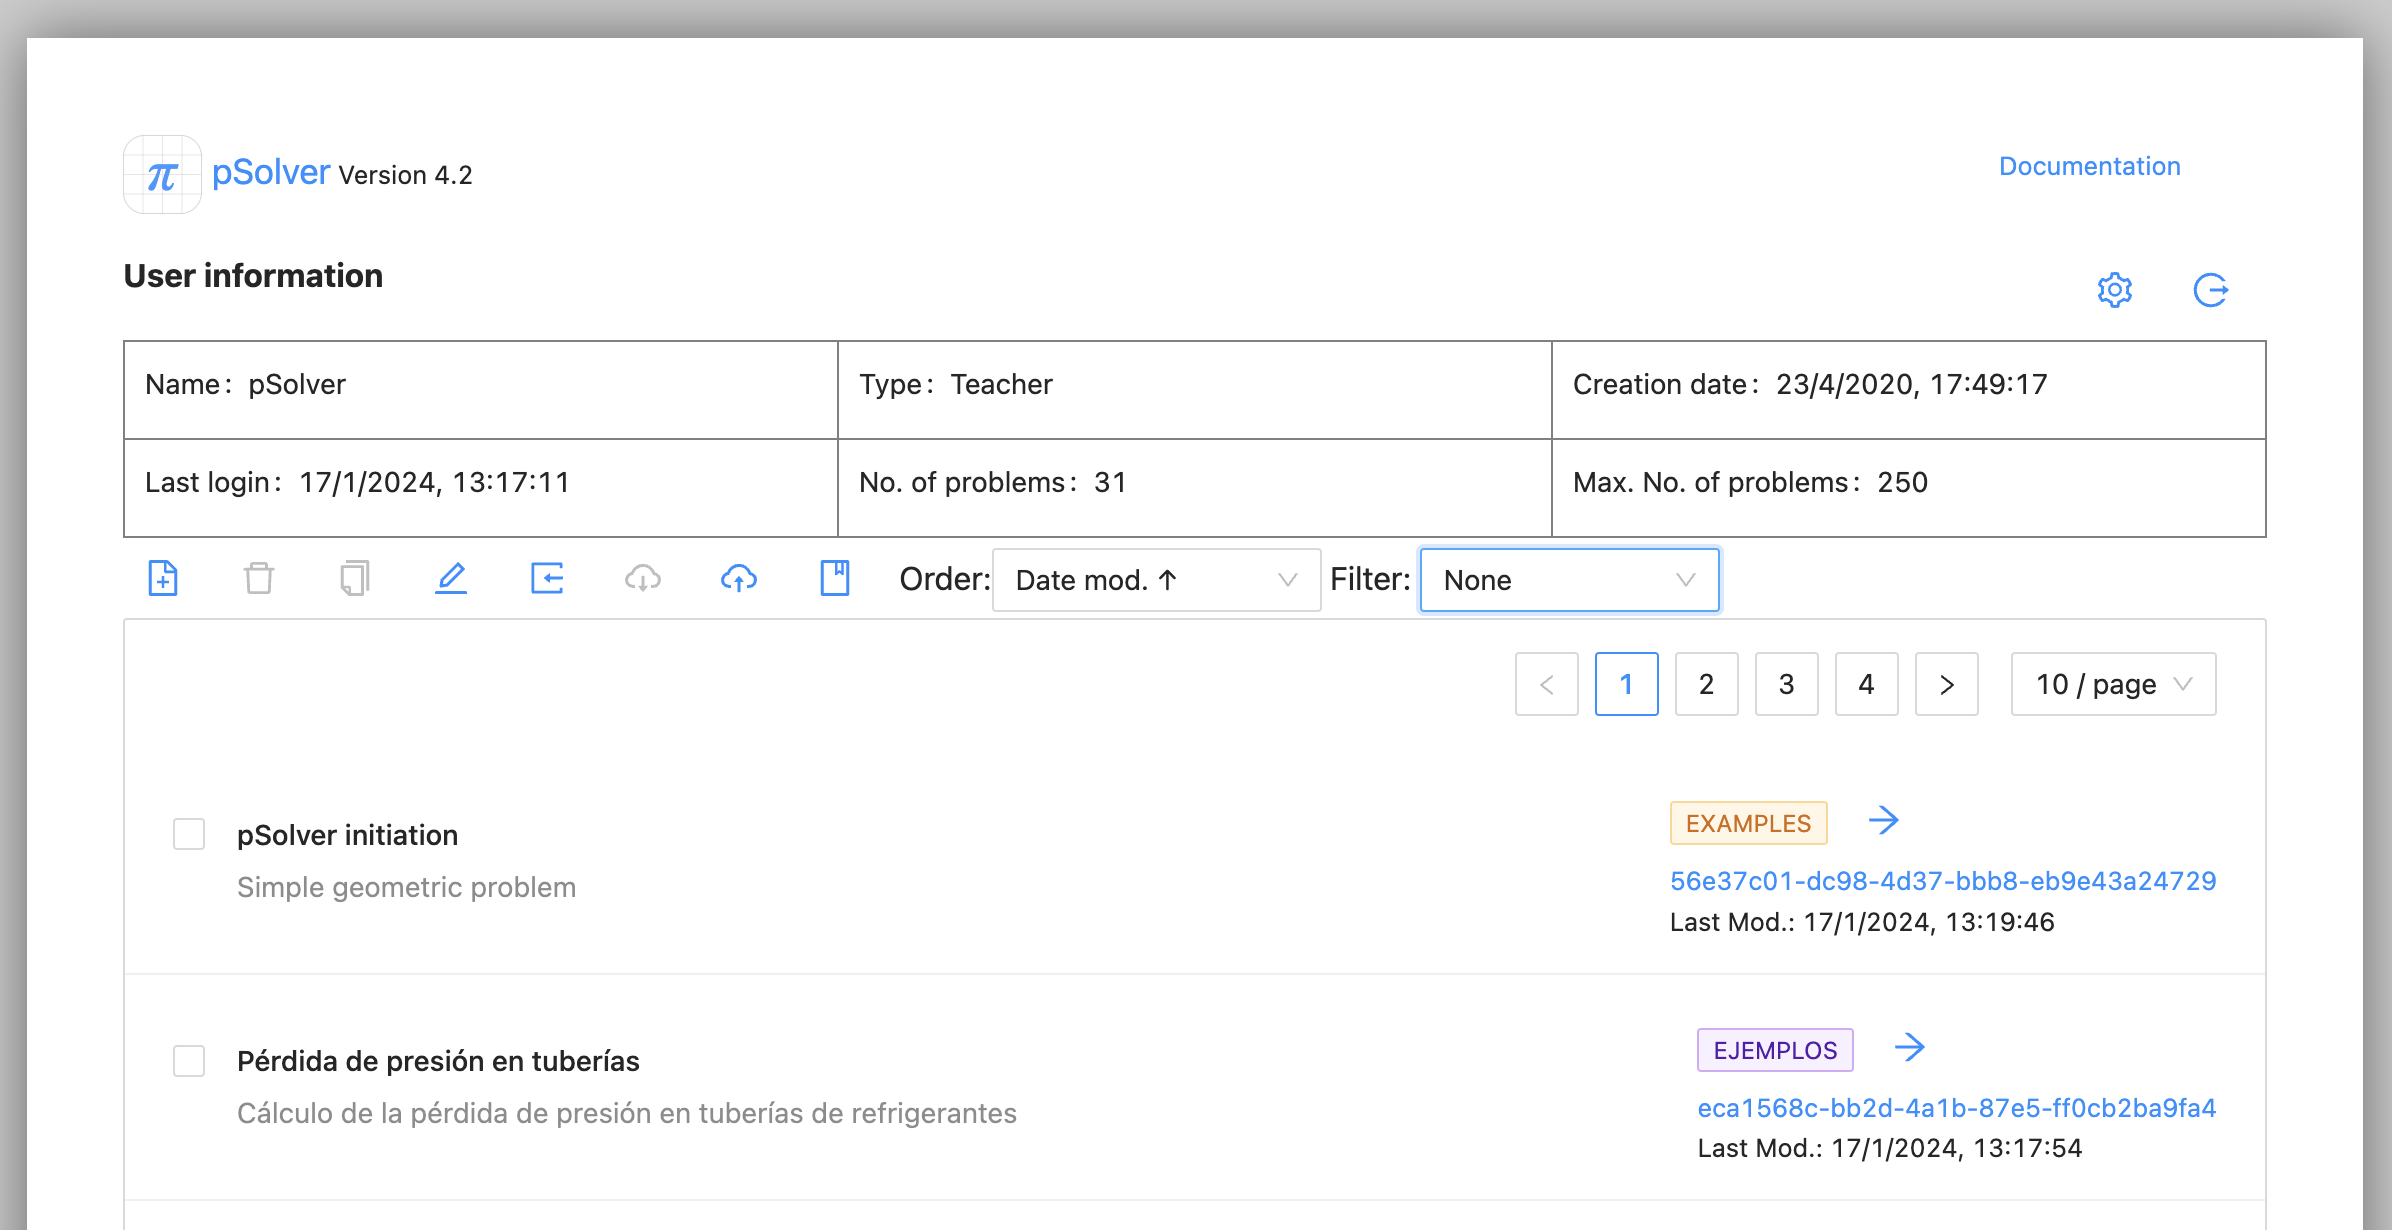 π pSolver Version 4.2
Documentation
User information
Name: pSolver
Type: Teacher
Creation date: 23/4/2020, 17:49:17
Last login: 17/1/2024, 13:17:11
No. of problems: 31
Max. No. of problems: 250
Order: Date mod. ↑ Filter: None
< 1 2 3 4 > 10 / page
pSolver initiation
Simple geometric problem
EXAMPLES →
56e37c01-dc98-4d37-bbb8-eb9e43a24729
Last Mod.: 17/1/2024, 13:19:46
Pérdida de presión en tuberías
Cálculo de la pérdida de presión en tuberías de refrigerantes
EJEMPLOS →
eca1568c-bb2d-4a1b-87e5-ff0cb2ba9fa4
Last Mod.: 17/1/2024, 13:17:54